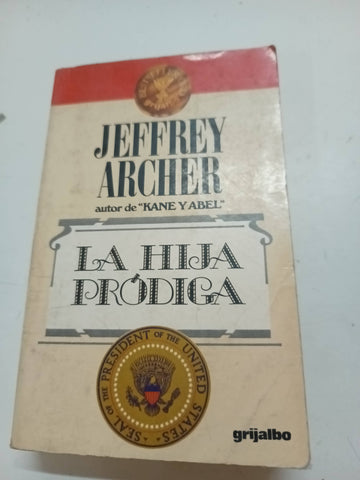 JEFFREY
ARCHER
autor de "KANE Y ABEL"
LA HIJA
PRÓDIGA
SEAL OF THE PRESIDENT OF THE UNITED STATES
grijalbo